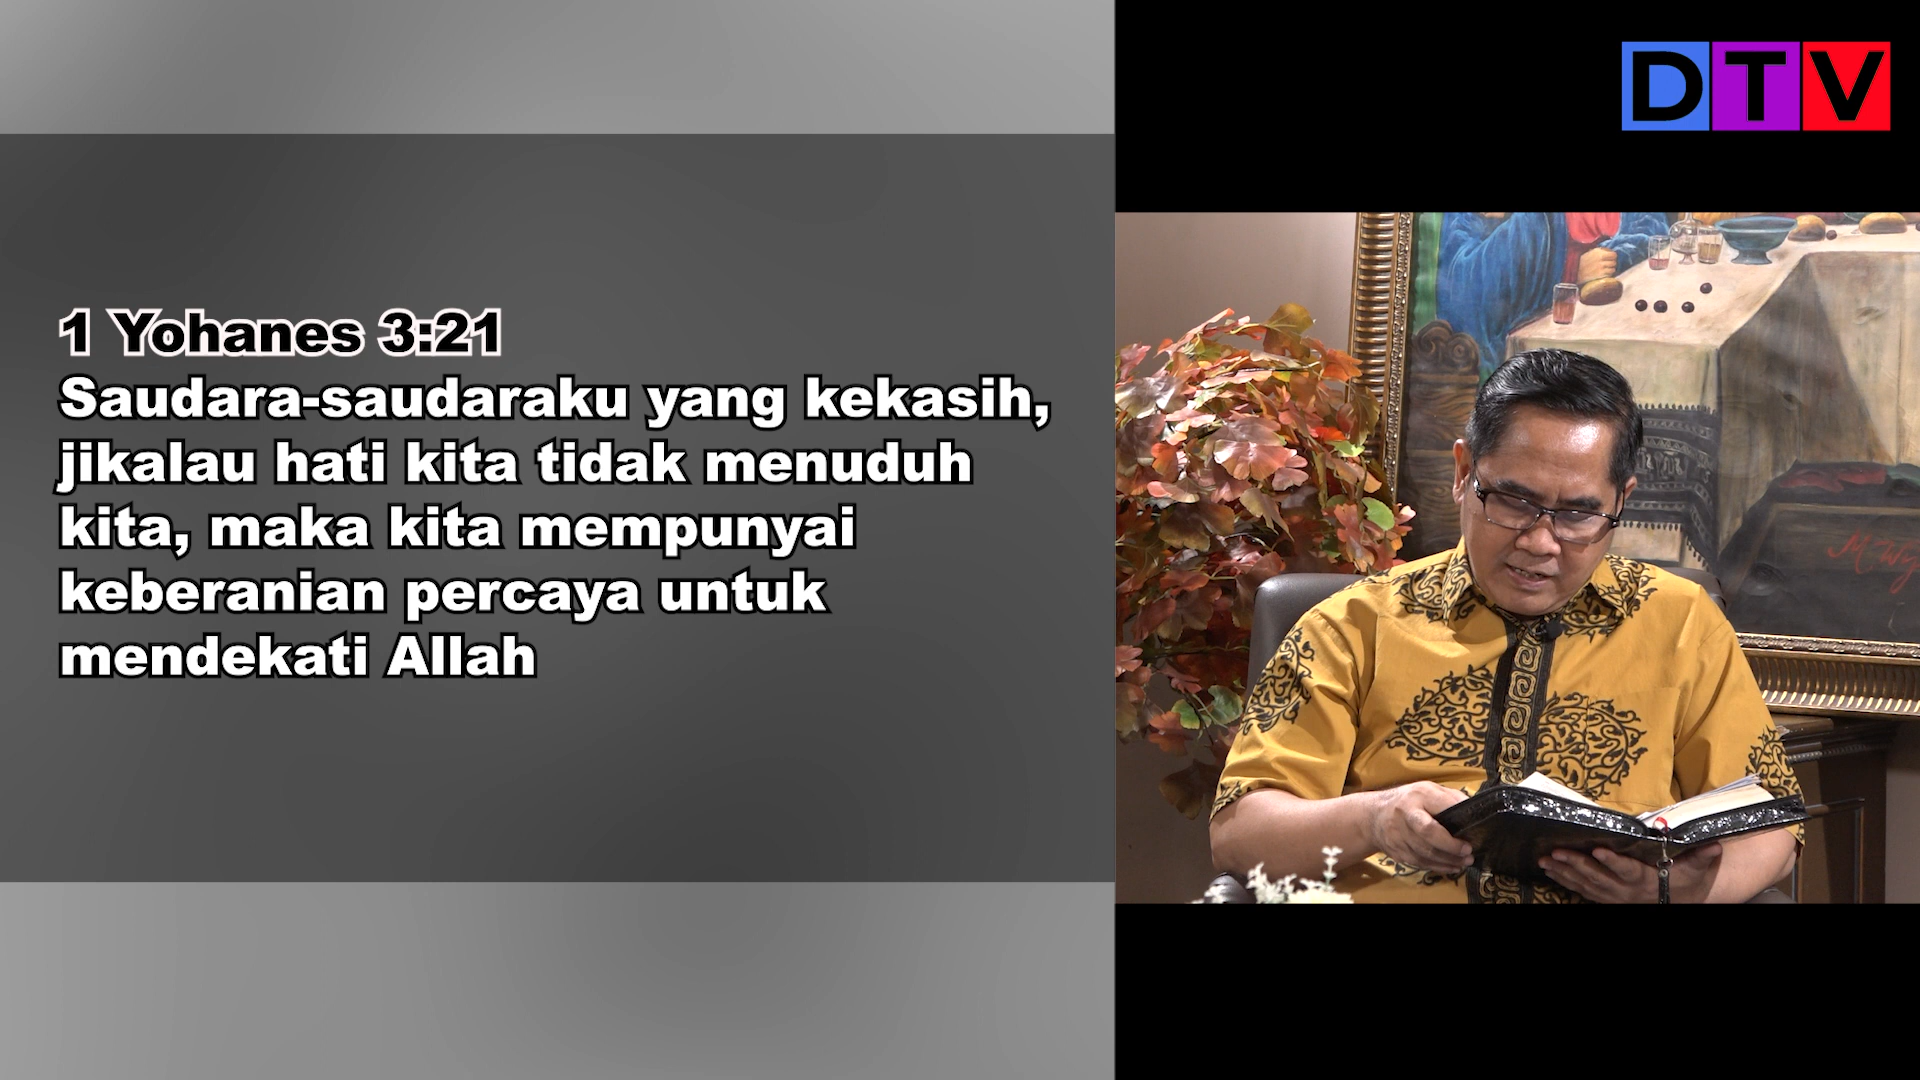 1 Yohanes 3:21
Saudara-saudaraku yang kekasih,
jikalau hati kita tidak menuduh
kita, maka kita mempunyai
keberanian percaya untuk
mendekati Allah
DTV